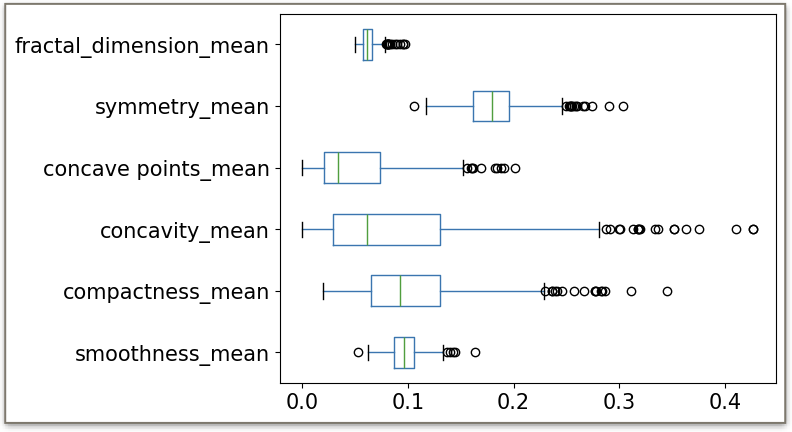 fractal_dimension_mean
symmetry_mean
concave points_mean
concavity_mean
compactness_mean
smoothness_mean
0.0 0.1 0.2 0.3 0.4